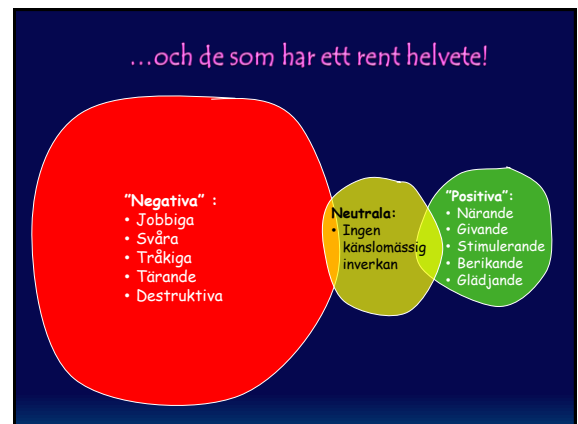 ...och de som har ett rent helvete!
”Negativa” :
• Jobbiga
• Svåra
• Tråkiga
• Tärande
• Destruktiva
Neutrala:
• Ingen
känslomässig
inverkan
”Positiva”:
• Närande
• Givande
• Stimulerande
• Berikande
• Glädjande